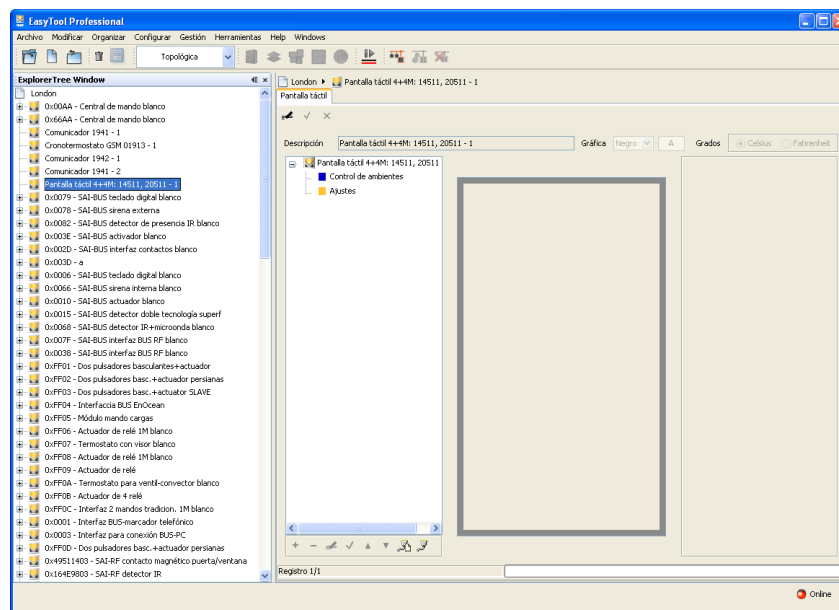 EasyTool Professional
Archivo Modificar Organizar Configurar Gestión Herramientas Help Windows
Topológica
ExplorerTree Window
London
0x00AA - Central de mando blanco
0x66AA - Central de mando blanco
Comunicador 1941 - 1
Cronotermostato GSM 01913 - 1
Comunicador 1942 - 1
Comunicador 1941 - 2
Pantalla táctil 4+4M: 14511, 20511 - 1
0x0079 - SAI-BUS teclado digital blanco
0x0078 - SAI-BUS sirena externa
0x0082 - SAI-BUS detector de presencia IR blanco
0x003E - SAI-BUS activador blanco
0x002D - SAI-BUS interfaz contactos blanco
0x003D - a
0x0006 - SAI-BUS teclado digital blanco
0x0066 - SAI-BUS sirena interna blanco
0x0010 - SAI-BUS actuador blanco
0x0015 - SAI-BUS detector doble tecnología superf
0x0068 - SAI-BUS detector IR+microonda blanco
0x007F - SAI-BUS interfaz BUS RF blanco
0x0038 - SAI-BUS interfaz BUS RF blanco
0xFF01 - Dos pulsadores basculantes+actuador
0xFF02 - Dos pulsadores basc.+actuador persianas
0xFF03 - Dos pulsadores basc.+actuator SLAVE
0xFF04 - Interfaccia BUS EnOcean
0xFF05 - Módulo mando cargas
0xFF06 - Actuador de relé 1M blanco
0xFF07 - Termostato con visor blanco
0xFF08 - Actuador de relé 1M blanco
0xFF09 - Actuador de relé
0xFF0A - Termostato para ventil-convector blanco
0xFF0B - Actuador de 4 relé
0xFF0C - Interfaz 2 mandos tradicion. 1M blanco
0x0001 - Interfaz BUS-marcador telefónico
0x0003 - Interfaz para conexión BUS-PC
0xFF0D - Dos pulsadores basc.+actuador persianas
0x49511403 - SAI-RF contacto magnético puerta/ventana
0x164E9803 - SAI-RF detector IR
London Pantalla táctil 4+4M: 14511, 20511 - 1
Pantalla táctil
Descripción Pantalla táctil 4+4M: 14511, 20511 - 1 Gráfica Negro A Grados Celsius Fahrenheit
Pantalla táctil 4+4M: 14511, 20511
Control de ambientes
Ajustes
Registro 1/1
Online